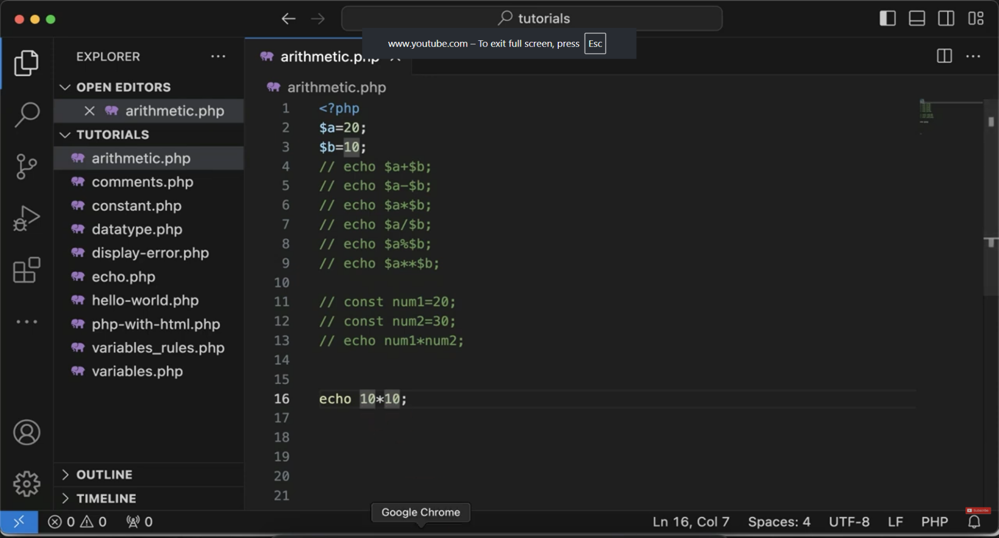 tutorials
www.youtube.com – To exit full screen, press Esc
EXPLORER
OPEN EDITORS
arithmetic.php
TUTORIALS
arithmetic.php
comments.php
constant.php
datatype.php
display-error.php
echo.php
hello-world.php
php-with-html.php
variables_rules.php
variables.php
OUTLINE
TIMELINE
arithmetic.php
arithmetic.php
1 <?php
2 $a=20;
3 $b=10;
4 // echo $a+$b;
5 // echo $a-$b;
6 // echo $a*$b;
7 // echo $a/$b;
8 // echo $a%$b;
9 // echo $a**$b;
10
11 // const num1=20;
12 // const num2=30;
13 // echo num1*num2;
14
15
16 echo 10*10;
17
18
19
20
21
Google Chrome
Subscribe
0 0 0 Ln 16, Col 7 Spaces: 4 UTF-8 LF PHP